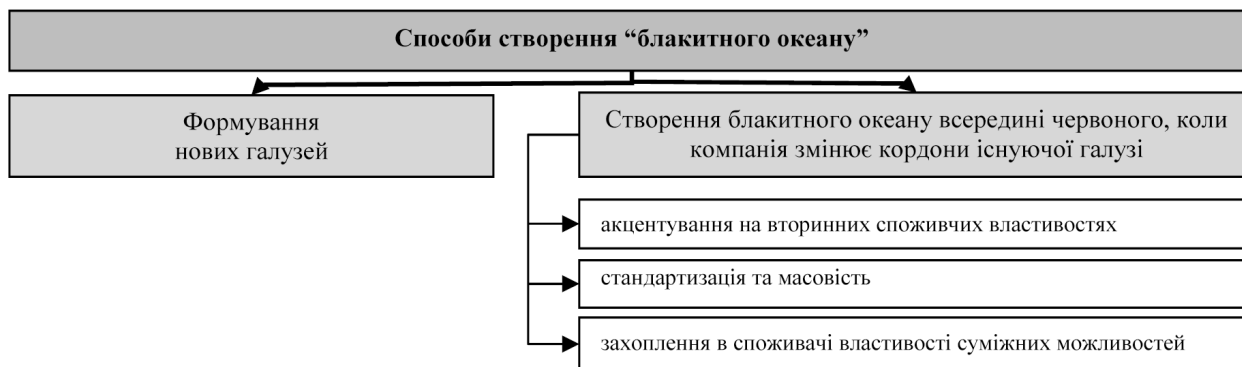 Способи створення “блакитного океану”
Формування
нових галузей
Створення блакитного океану всередині червоного, коли
компанія змінює кордони існуючої галузі
акцентування на вторинних споживчих властивостях
стандартизація та масовість
захоплення в споживачі властивості суміжних можливостей